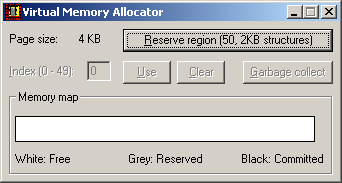 Virtual Memory Allocator
Page size: 4 KB Reserve region (50, 2KB structures)
Index (0 - 49): 0 Use Clear Garbage collect
Memory map
White: Free Grey: Reserved Black: Committed